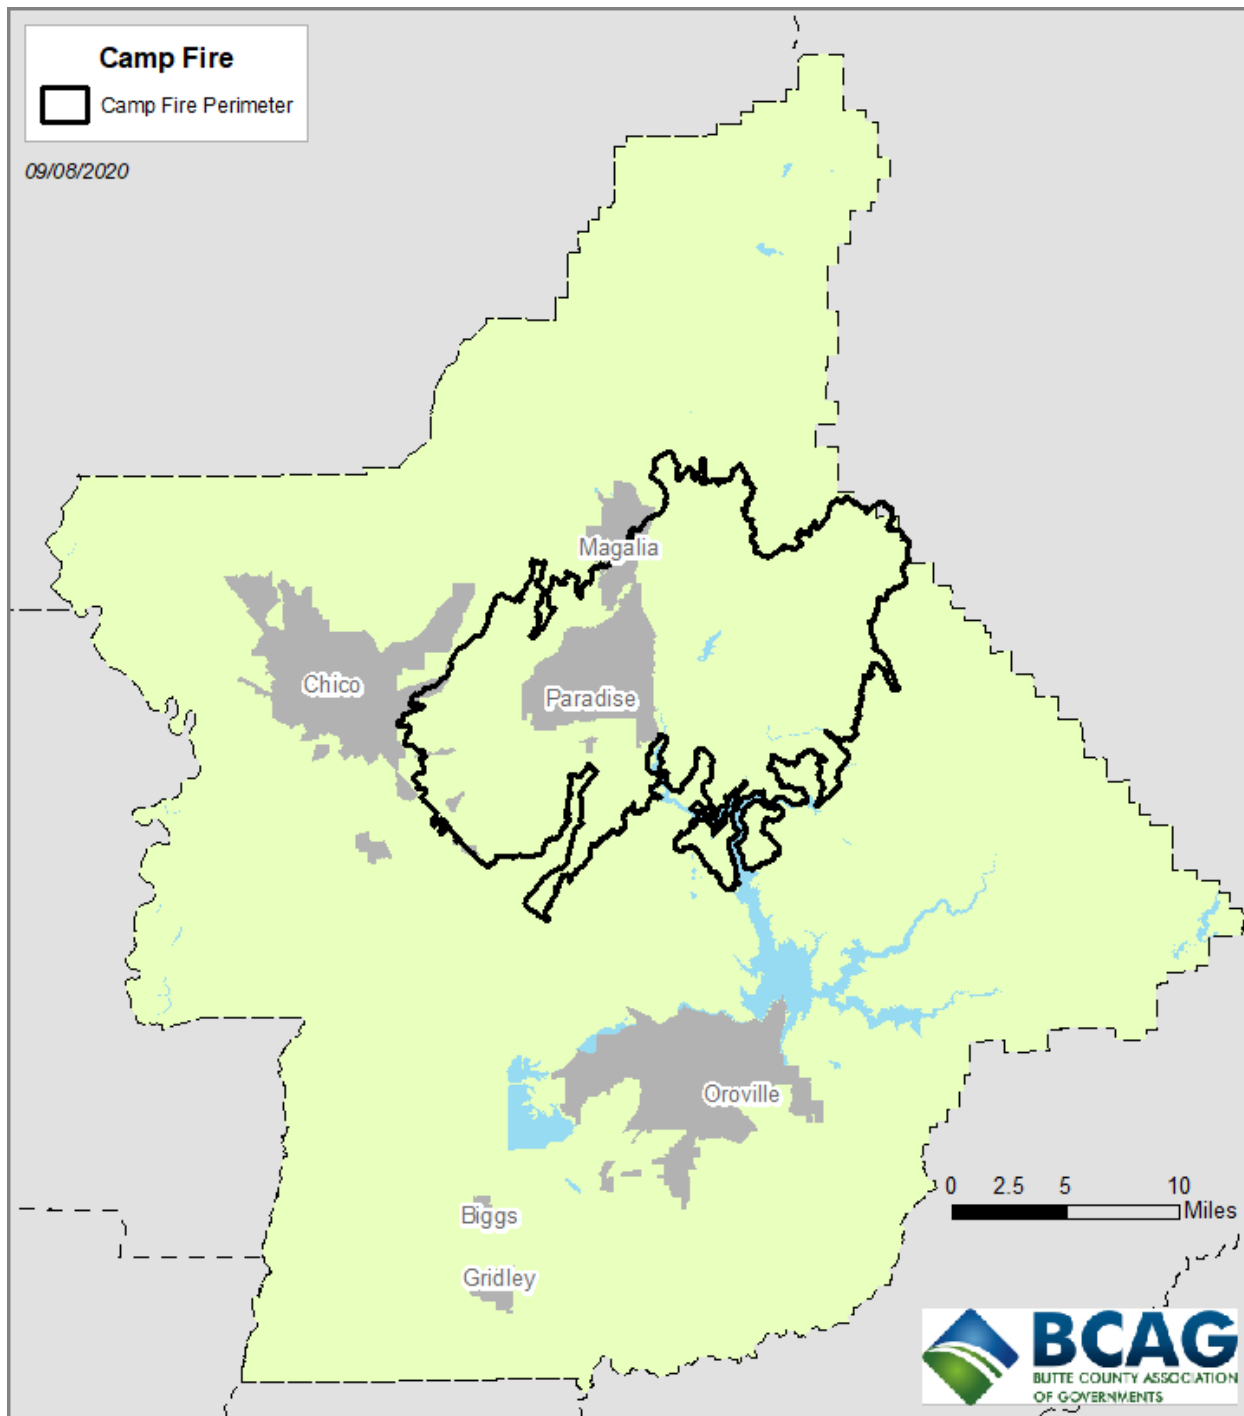 Camp Fire
Camp Fire Perimeter
09/08/2020
Magalia
Chico
Paradise
Oroville
Biggs
Gridley
0 2.5 5 10
Miles
BCAG
BUTTE COUNTY ASSOCIATION
OF GOVERNMENTS